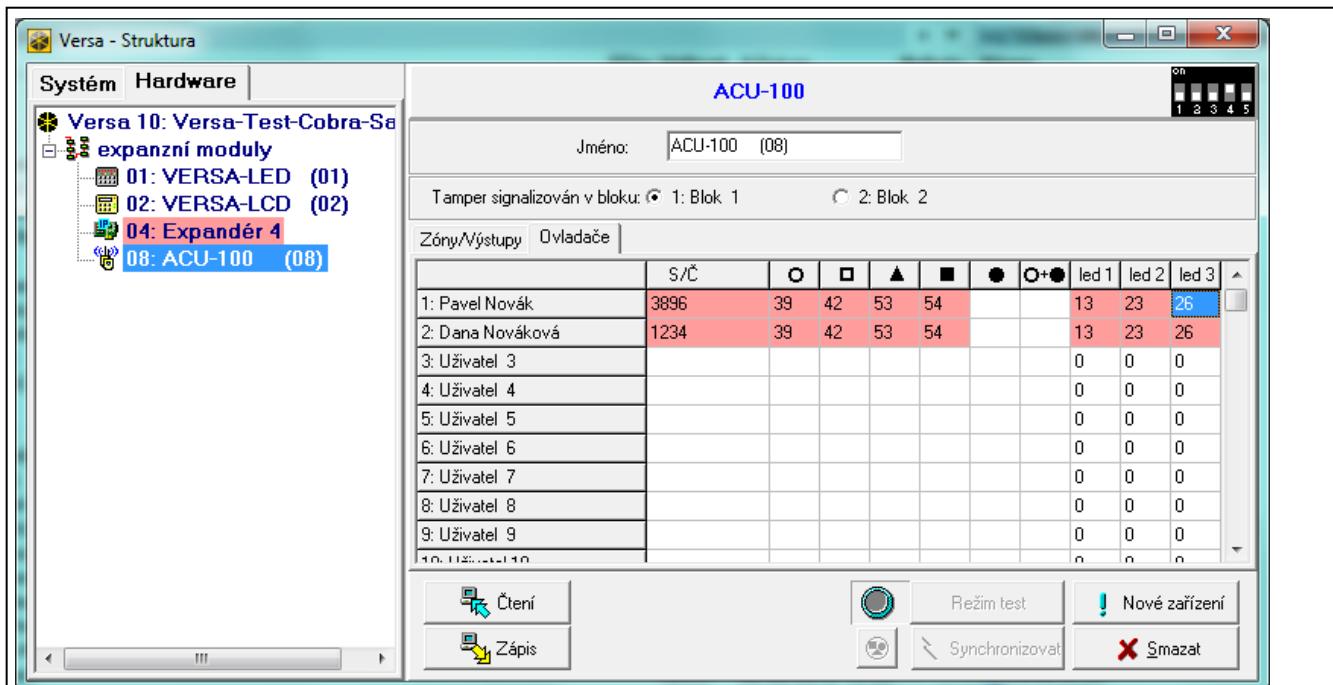 Versa - Struktura
Systém Hardware
Versa 10: Versa-Test-Cobra-Sa
expanzní moduly
01: VERSA-LED (01)
02: VERSA-LCD (02)
04: Expandér 4
08: ACU-100 (08)
ACU-100
on
1 2 3 4 5
Jméno: ACU-100 (08)
Tamper signalizován v bloku: 1: Blok 1 2: Blok 2
Zóny/Výstupy Ovladače
S/Č led 1 led 2 led 3
1: Pavel Novák 3896 39 42 53 54 13 23 26
2: Dana Nováková 1234 39 42 53 54 13 23 26
3: Uživatel 3 0 0 0
4: Uživatel 4 0 0 0
5: Uživatel 5 0 0 0
6: Uživatel 6 0 0 0
7: Uživatel 7 0 0 0
8: Uživatel 8 0 0 0
9: Uživatel 9 0 0 0
10: Uživatel 10 0 0 0
Čtení Režim test Nové zařízení
Zápis Synchronizovat Smazat